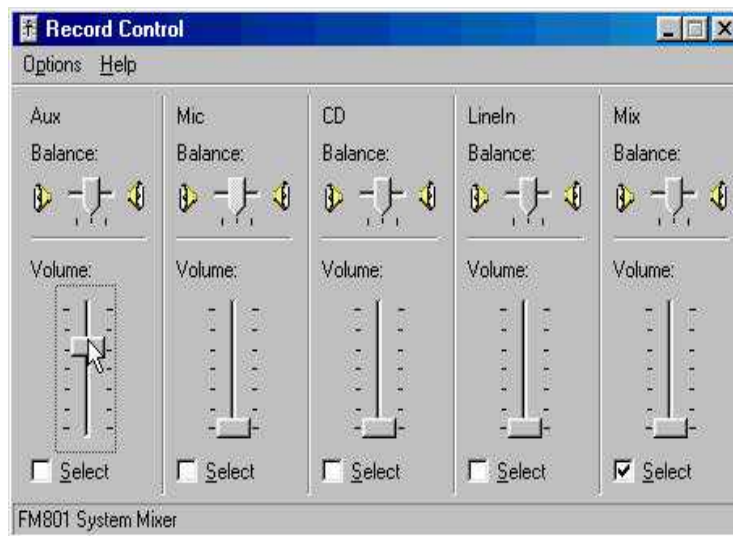 Record Control
Options Help
Aux Mic CD LineIn Mix
Balance: Balance: Balance: Balance: Balance:
Volume: Volume: Volume: Volume: Volume:
Select Select Select Select Select
FM801 System Mixer